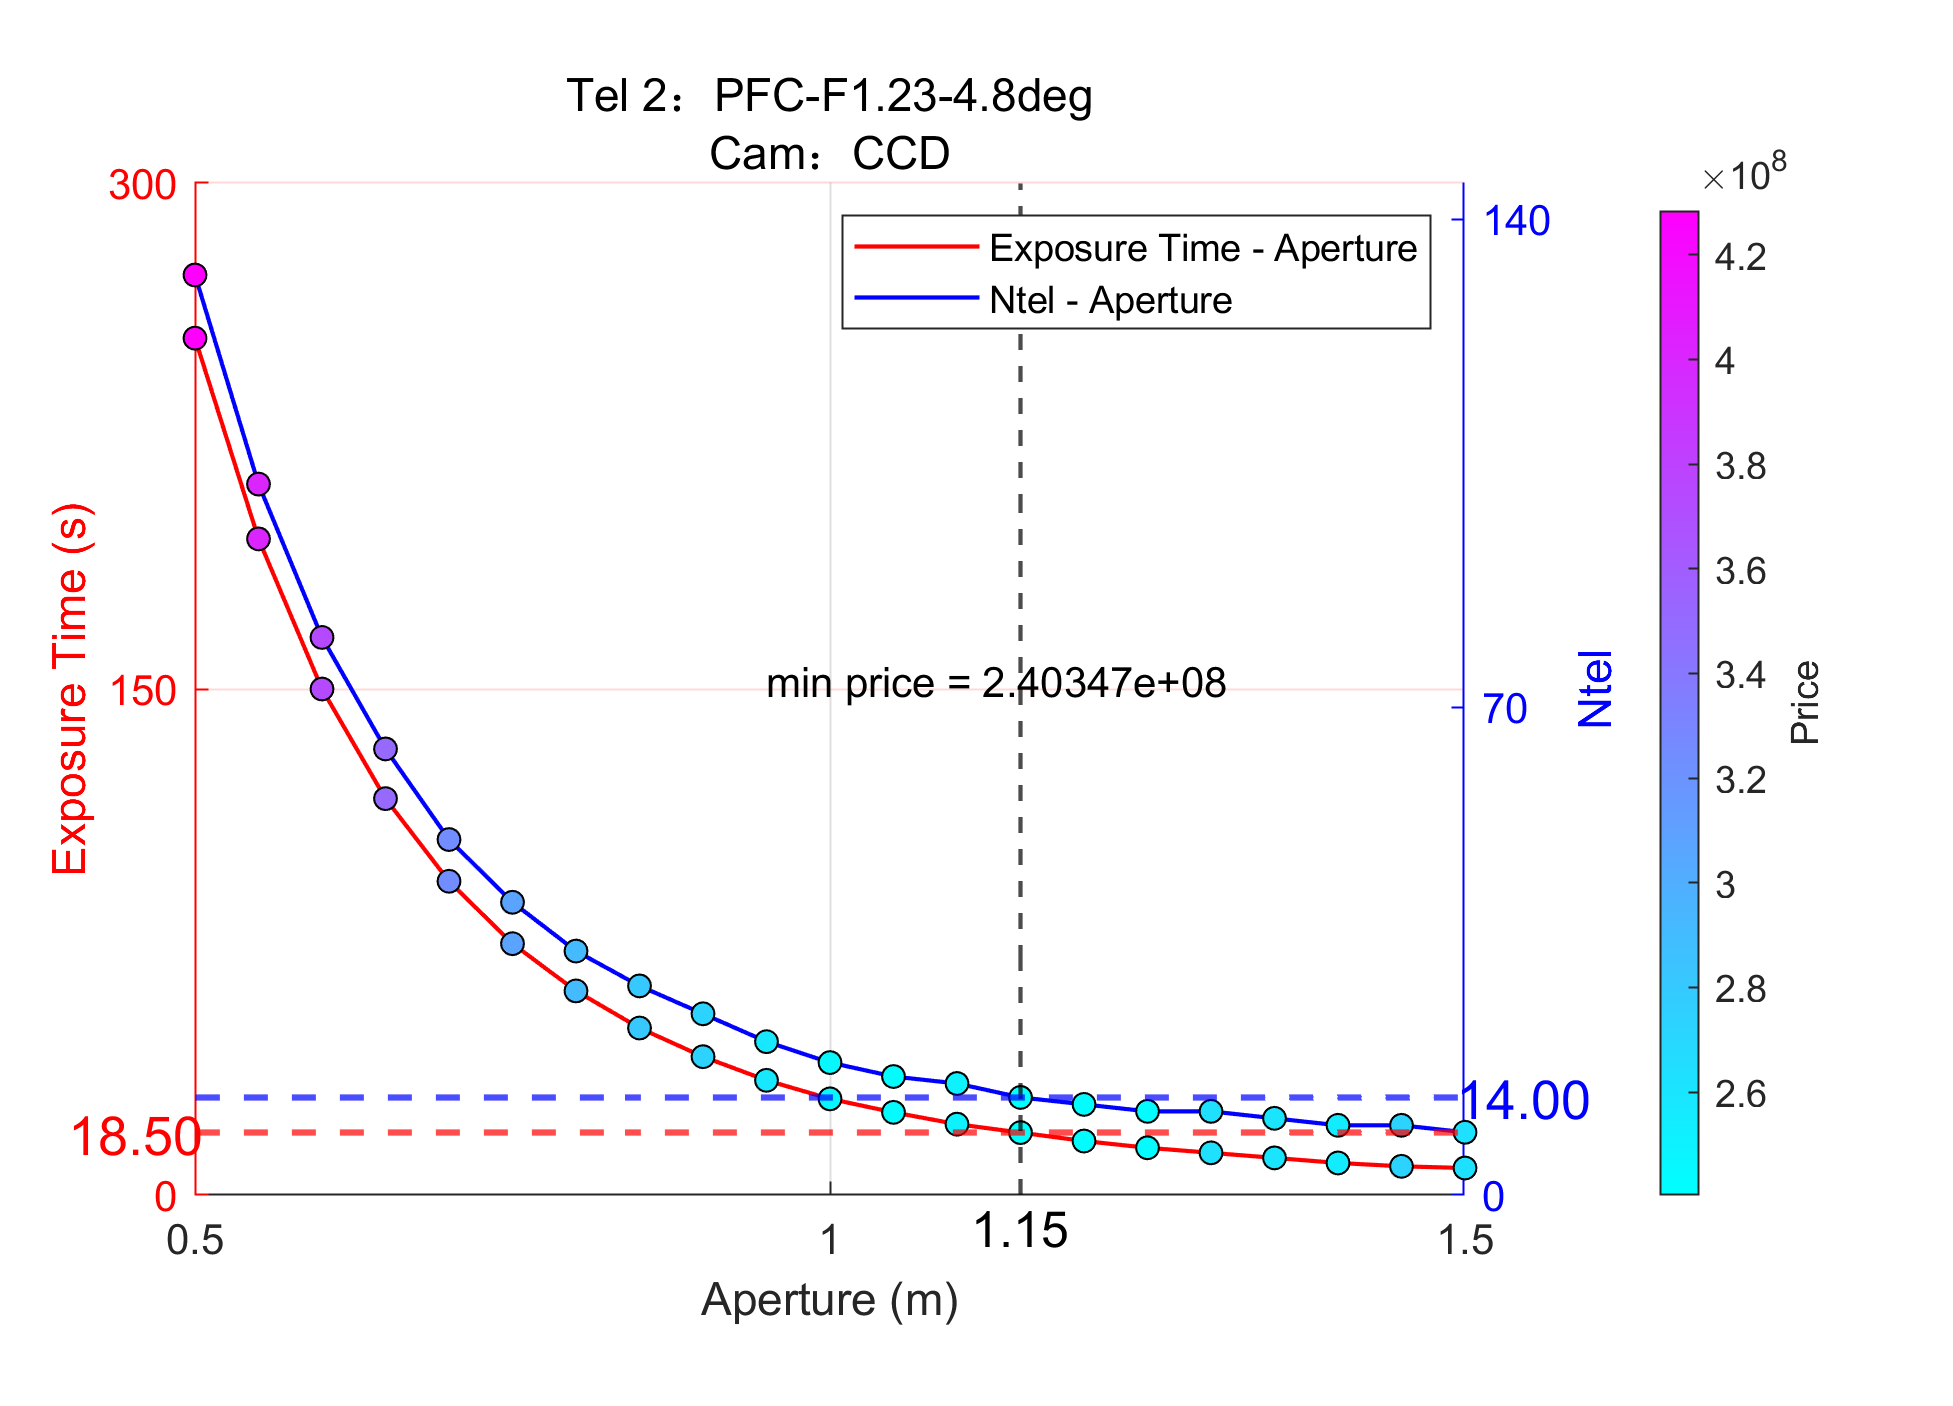 Tel 2：PFC-F1.23-4.8deg
Cam：CCD
300
150
18.50
0
Exposure Time (s)
Exposure Time - Aperture
Ntel - Aperture
min price = 2.40347e+08
140
70
14.00
0
Ntel
0.5
1
1.15
1.5
Aperture (m)
×10^8
4.2
4
3.8
3.6
3.4
3.2
3
2.8
2.6
Price